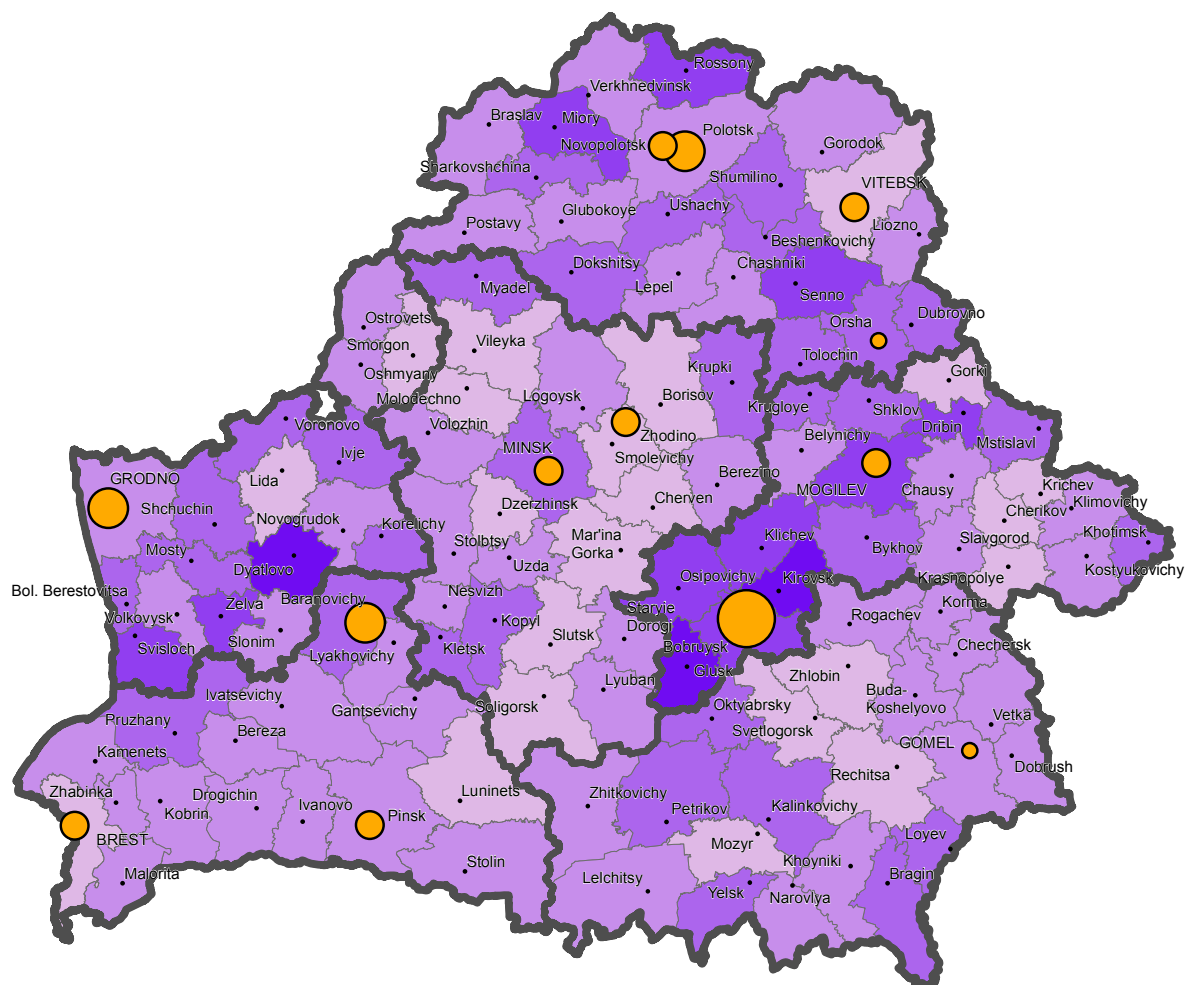 Rossony
Verkhnedvinsk
Braslav
Miory
Polotsk
Novopolotsk
Gorodok
Sharkovshchina
Shumilino
VITEBSK
Ushachy
Glubokoye
Postavy
Liozno
Beshenkovichy
Dokshitsy
Chashniki
Lepel
Myadel
Senno
Dubrovno
Ostrovets
Orsha
Smorgon
Vileyka
Tolochin
Oshmyany
Krupki
Gorki
Molodechno
Logoysk
Borisov
Krugloye
Shklov
Voronovo
Volozhin
Dribin
Zhodino
Belynichy
Mstislavl
MINSK
Ivje
Smolevichy
Berezino
GRODNO
Lida
MOGILEV
Chausy
Krichev
Cherven
Klimovichy
Shchuchin
Dzerzhinsk
Cherikov
Novogrudok
Korelichy
Mar'ina
Gorka
Klichev
Khotimsk
Slavgorod
Stolbtsy
Bykhov
Mosty
Uzda
Dyatlovo
Osipovichy
Kirovsk
Krasnopolye
Kostyukovichy
Bol. Berestovitsa
Nesvizh
Baranovichy
Zelva
Staryie
Dorogi
Korma
Volkovysk
Kopyl
Rogachev
Slonim
Slutsk
Svisloch
Kletsk
Bobruysk
Chechersk
Lyakhovichy
Glusk
Zhlobin
Lyuban
Ivatsevichy
Buda-
Koshelyovo
Gantsevichy
Soligorsk
Oktyabrsky
Vetka
Pruzhany
Bereza
Svetlogorsk
GOMEL
Kamenets
Dobrush
Rechitsa
Zhabinka
Luninets
Zhitkovichy
Drogichin
Ivanovo
Kobrin
Pinsk
Petrikov
Kalinkovichy
BREST
Loyev
Mozyr
Stolin
Khoyniki
Malorita
Lelchitsy
Bragin
Yelsk
Narovlya